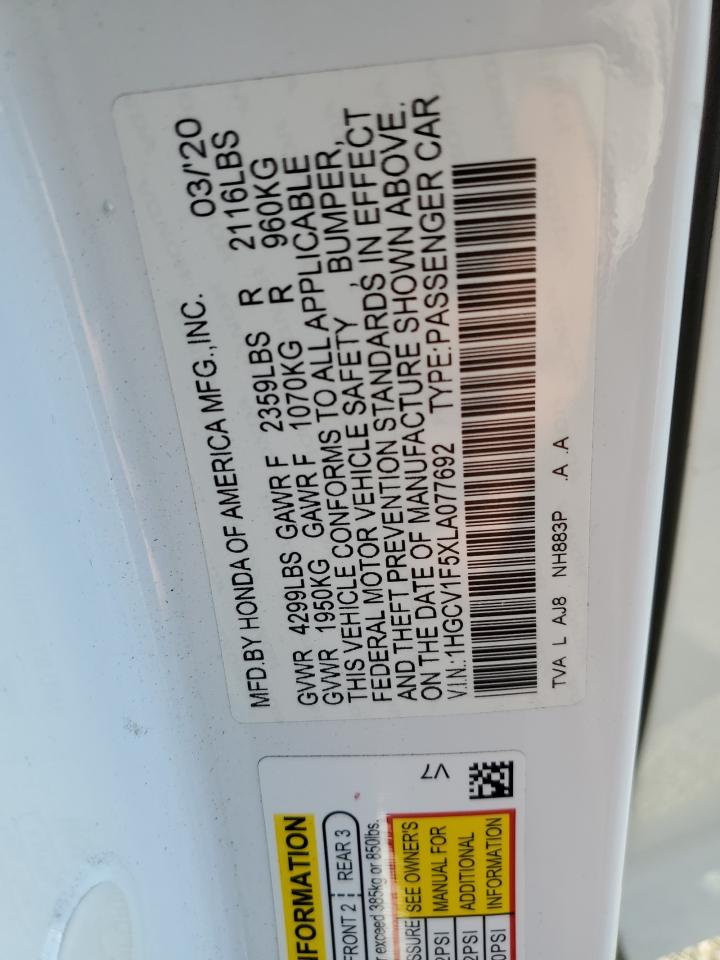 MFD.BY HONDA OF AMERICA MFG.,INC. 03/'20
GVWR 4299LBS GAWR F 2359LBS R 2116LBS
GVWR 1950KG GAWR F 1070KG R 960KG
THIS VEHICLE CONFORMS TO ALL APPLICABLE
FEDERAL MOTOR VEHICLE SAFETY , BUMPER,
AND THEFT PREVENTION STANDARDS IN EFFECT
ON THE DATE OF MANUFACTURE SHOWN ABOVE.
V.I.N.:1HGCV1F5XLA077692 TYPE:PASSENGER CAR
TVA L AJ8 NH883P .A .A
V7
FRONT 2 REAR 3
exceed 385kg or 850lbs.
SEE OWNER'S
MANUAL FOR
ADDITIONAL
INFORMATION